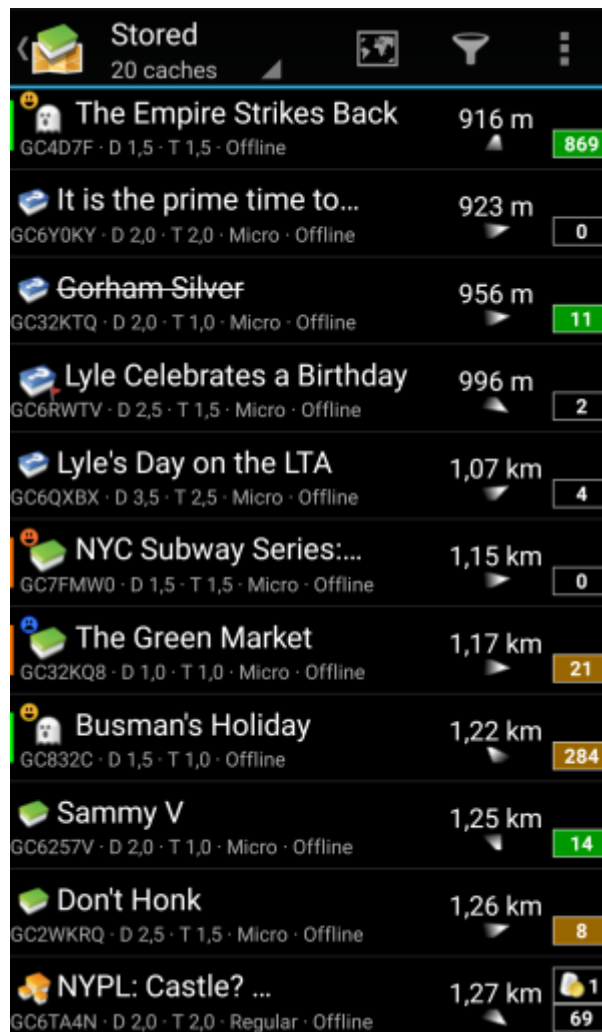 Stored
20 caches
The Empire Strikes Back 916 m
GC4D7F · D 1,5 · T 1,5 · Offline 869
It is the prime time to... 923 m
GC6Y0KY · D 2,0 · T 2,0 · Micro · Offline 0
Gorham Silver 956 m
GC32KTQ · D 2,0 · T 1,0 · Micro · Offline 11
Lyle Celebrates a Birthday 996 m
GC6RWTV · D 2,5 · T 1,5 · Micro · Offline 2
Lyle's Day on the LTA 1,07 km
GC6QXBX · D 3,5 · T 2,5 · Micro · Offline 4
NYC Subway Series:... 1,15 km
GC7FMW0 · D 1,5 · T 1,5 · Micro · Offline 0
The Green Market 1,17 km
GC32KQ8 · D 1,0 · T 1,0 · Micro · Offline 21
Busman's Holiday 1,22 km
GC832C · D 1,5 · T 1,0 · Offline 284
Sammy V 1,25 km
GC6257V · D 2,0 · T 1,0 · Micro · Offline 14
Don't Honk 1,26 km
GC2WKRQ · D 2,5 · T 1,5 · Micro · Offline 8
NYPL: Castle? ... 1,27 km 1
GC6TA4N · D 2,0 · T 2,0 · Regular · Offline 69